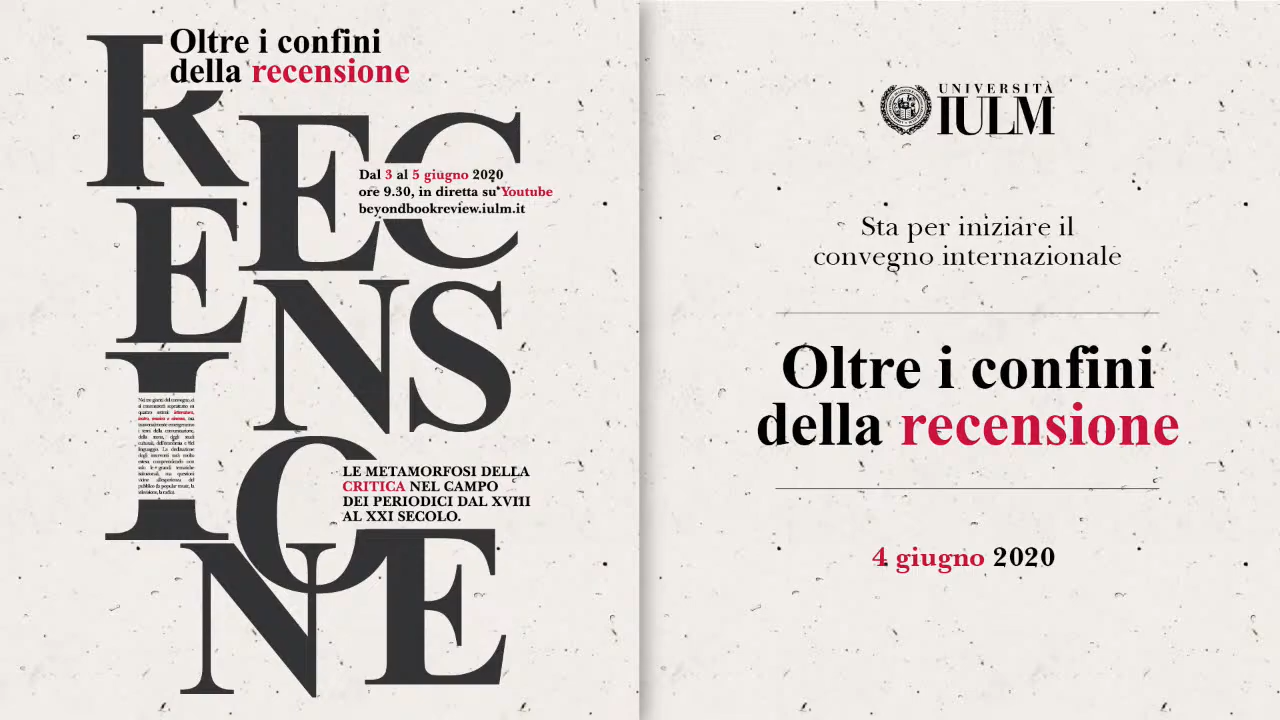 Oltre i confini
della recensione
RECENSIONE
Dal 3 al 5 giugno 2020
ore 9.30, in diretta su Youtube
beyondbookreview.iulm.it
LE METAMORFOSI DELLA
CRITICA NEL CAMPO
DEI PERIODICI DAL XVIII
AL XXI SECOLO.
UNIVERSITÀ
IULM
Sta per iniziare il
convegno internazionale
Oltre i confini
della recensione
4 giugno 2020